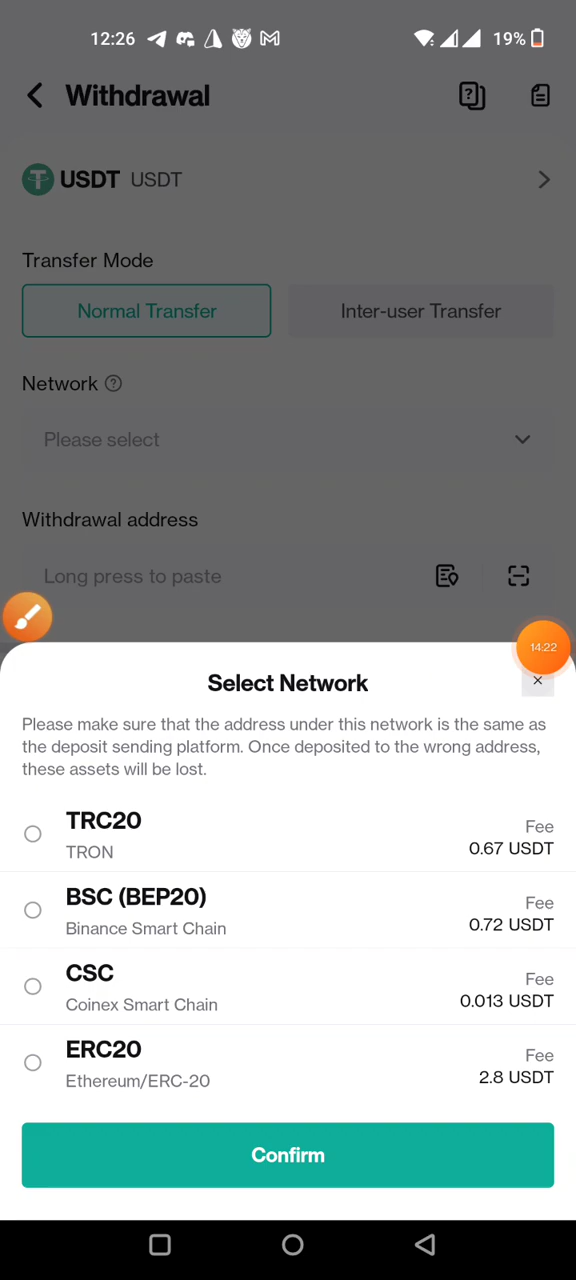 12:26 19%
Withdrawal
USDT USDT
Transfer Mode
Normal Transfer Inter-user Transfer
Network
Please select
Withdrawal address
Long press to paste
14:22
Select Network
Please make sure that the address under this network is the same as
the deposit sending platform. Once deposited to the wrong address,
these assets will be lost.
TRC20
Fee
TRON
0.67 USDT
BSC (BEP20)
Fee
Binance Smart Chain
0.72 USDT
CSC
Fee
Coinex Smart Chain
0.013 USDT
ERC20
Fee
Ethereum/ERC-20
2.8 USDT
Confirm